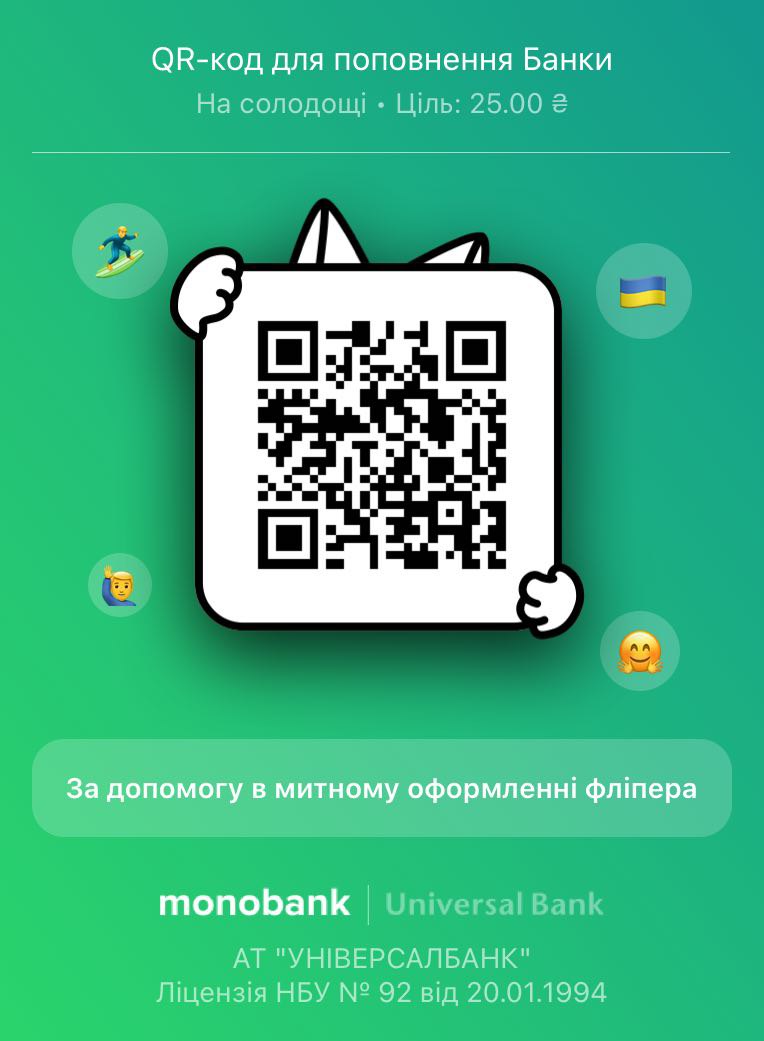 QR-код для поповнення Банки
На солодощі • Ціль: 25.00 ₴
За допомогу в митному оформленні фліпера
monobank | Universal Bank
АТ "УНІВЕРСАЛБАНК"
Ліцензія НБУ № 92 від 20.01.1994